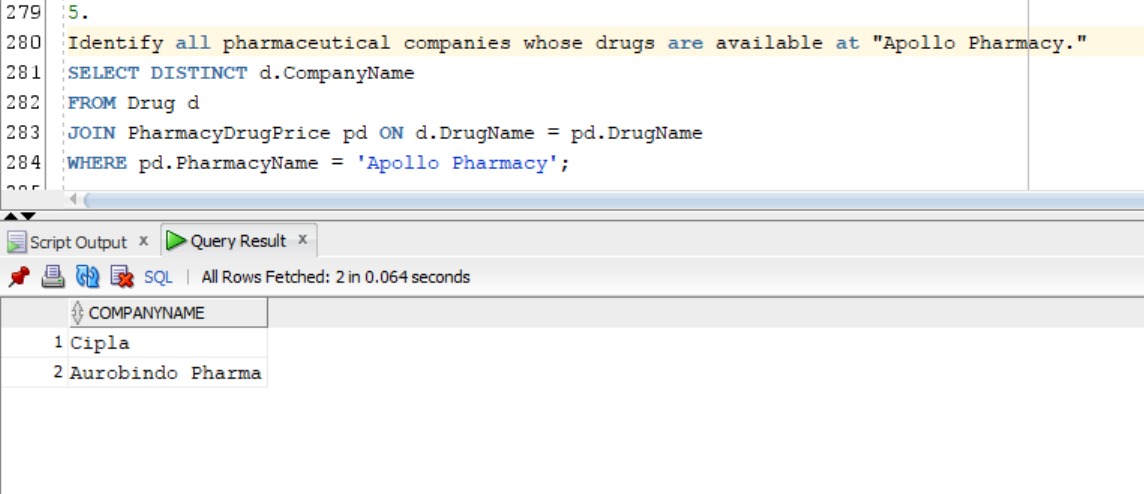 279 5.
280 Identify all pharmaceutical companies whose drugs are available at "Apollo Pharmacy."
281 SELECT DISTINCT d.CompanyName
282 FROM Drug d
283 JOIN PharmacyDrugPrice pd ON d.DrugName = pd.DrugName
284 WHERE pd.PharmacyName = 'Apollo Pharmacy';
Script Output x Query Result x
SQL | All Rows Fetched: 2 in 0.064 seconds
COMPANYNAME
1 Cipla
2 Aurobindo Pharma